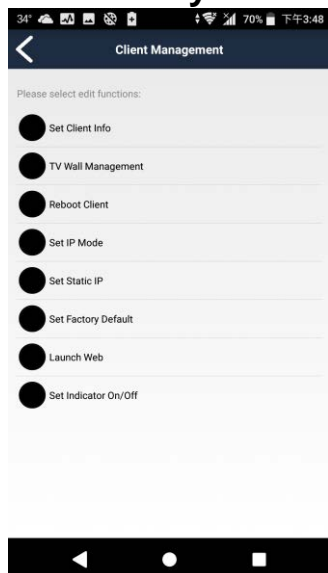 34° 70% 下午3:48
Client Management
Please select edit functions:
Set Client Info
TV Wall Management
Reboot Client
Set IP Mode
Set Static IP
Set Factory Default
Launch Web
Set Indicator On/Off